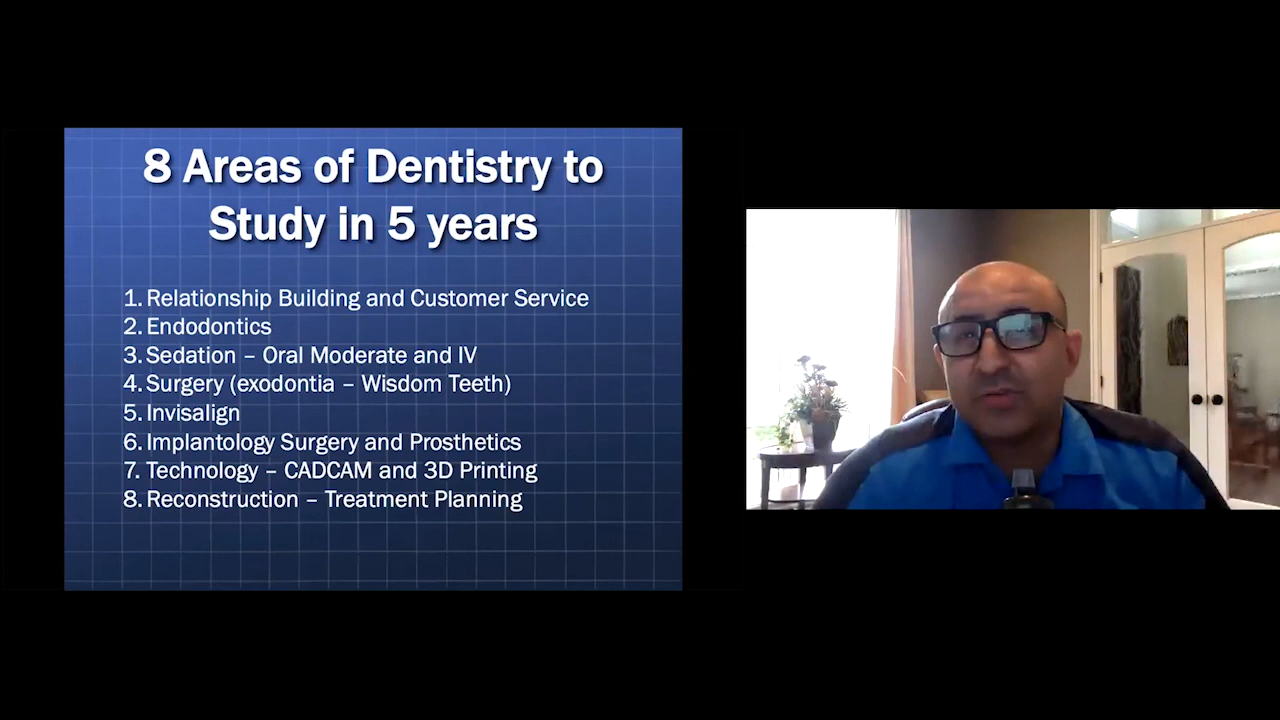 8 Areas of Dentistry to
Study in 5 years
1. Relationship Building and Customer Service
2. Endodontics
3. Sedation – Oral Moderate and IV
4. Surgery (exodontia – Wisdom Teeth)
5. Invisalign
6. Implantology Surgery and Prosthetics
7. Technology – CADCAM and 3D Printing
8. Reconstruction – Treatment Planning